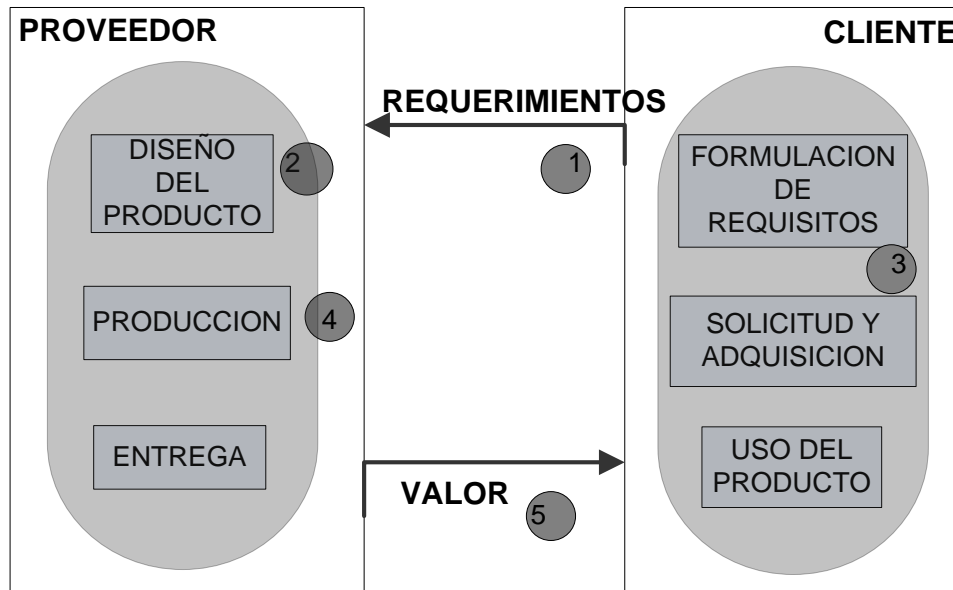 PROVEEDOR
CLIENTE
REQUERIMIENTOS
DISEÑO
DEL
PRODUCTO
2
1
FORMULACION
DE
REQUISITOS
3
PRODUCCION
4
SOLICITUD Y
ADQUISICION
ENTREGA
VALOR
5
USO DEL
PRODUCTO